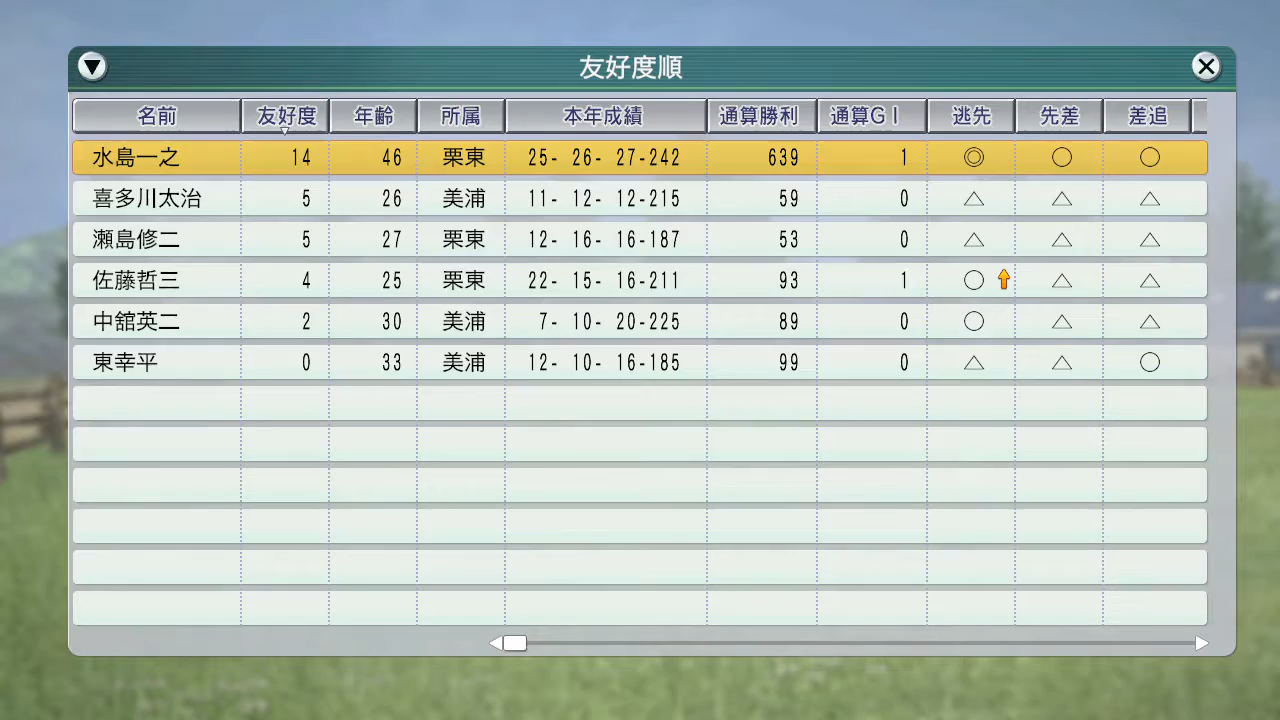 友好度順
名前 友好度 年齢 所属 本年成績 通算勝利 通算GⅠ 逃先 先差 差追
水島一之 14 46 栗東 25- 26- 27-242 639 1 ◎ ○ ○
喜多川太治 5 26 美浦 11- 12- 12-215 59 0 △ △ △
瀬島修二 5 27 栗東 12- 16- 16-187 53 0 △ △ △
佐藤哲三 4 25 栗東 22- 15- 16-211 93 1 ○ △ △
中舘英二 2 30 美浦 7- 10- 20-225 89 0 ○ △ △
東幸平 0 33 美浦 12- 10- 16-185 99 0 △ △ ○